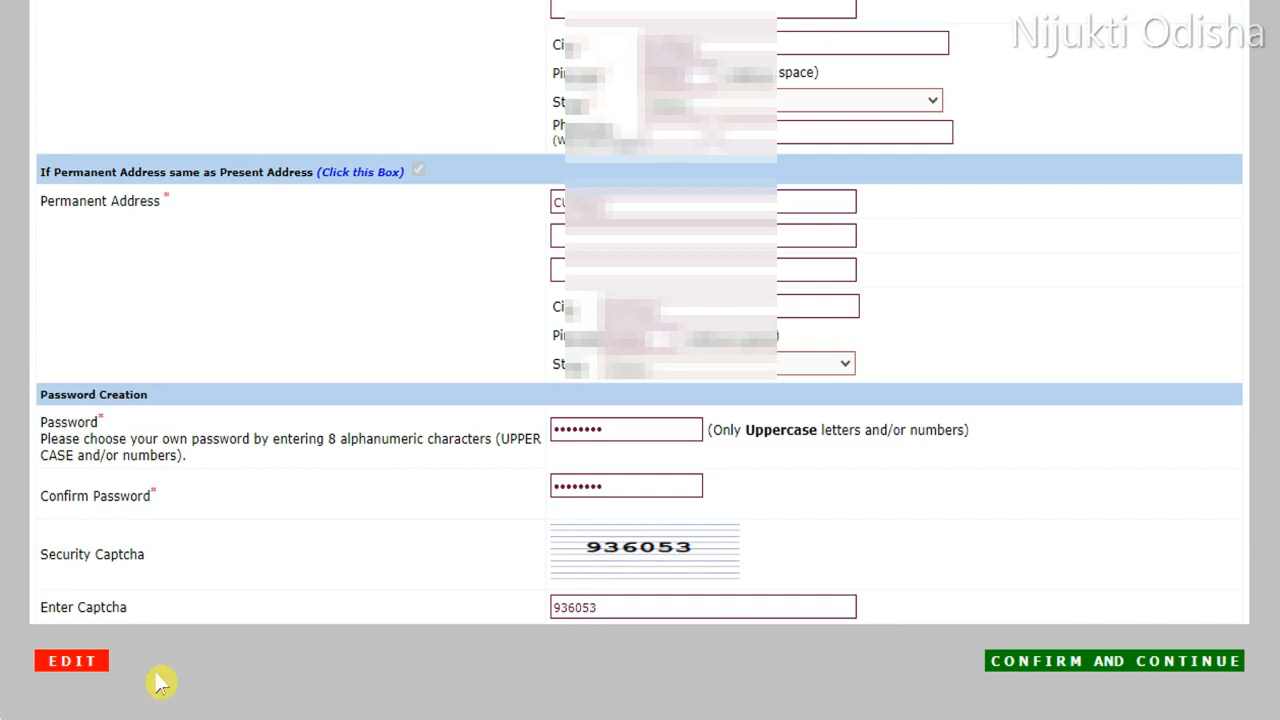 Nijukti Odisha
space)
If Permanent Address same as Present Address (Click this Box)
Permanent Address *
Password Creation
Password*
Please choose your own password by entering 8 alphanumeric characters (UPPER
CASE and/or numbers).
•••••••• (Only Uppercase letters and/or numbers)
Confirm Password* ••••••••
Security Captcha 936053
Enter Captcha 936053
EDIT
CONFIRM AND CONTINUE